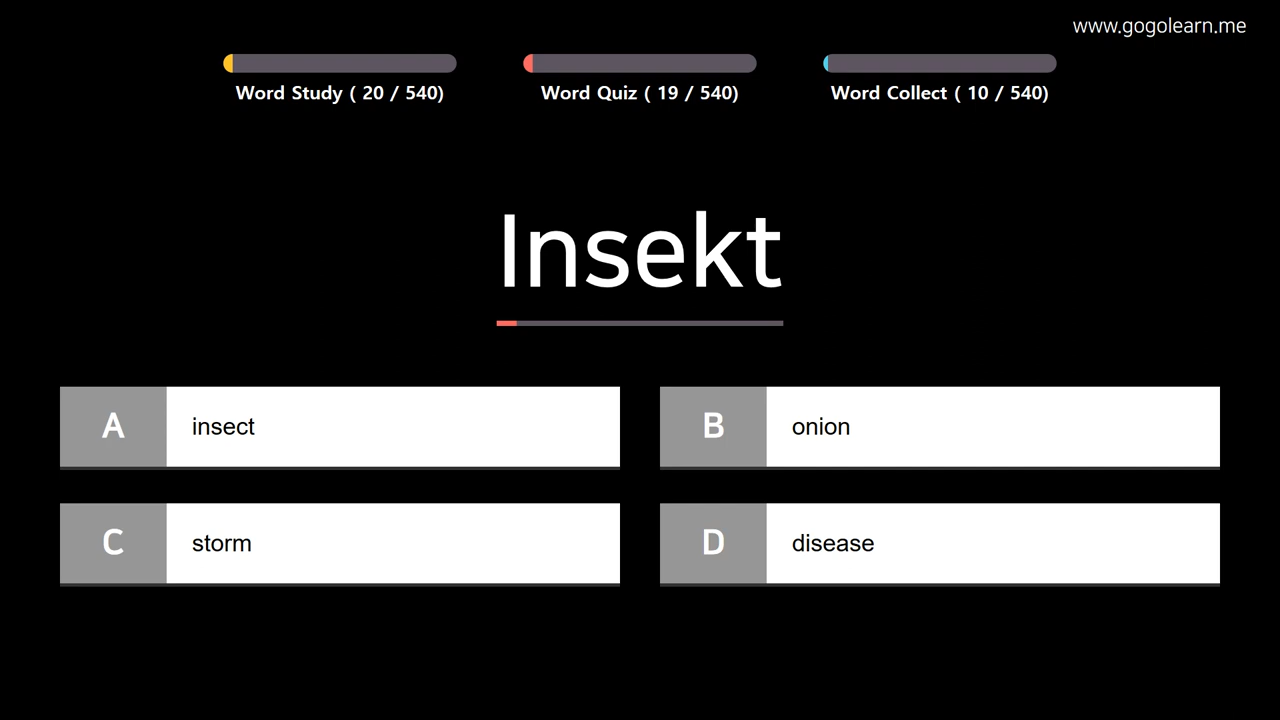 www.gogolearn.me
Word Study ( 20 / 540)
Word Quiz ( 19 / 540)
Word Collect ( 10 / 540)
Insekt
A insect
B onion
C storm
D disease